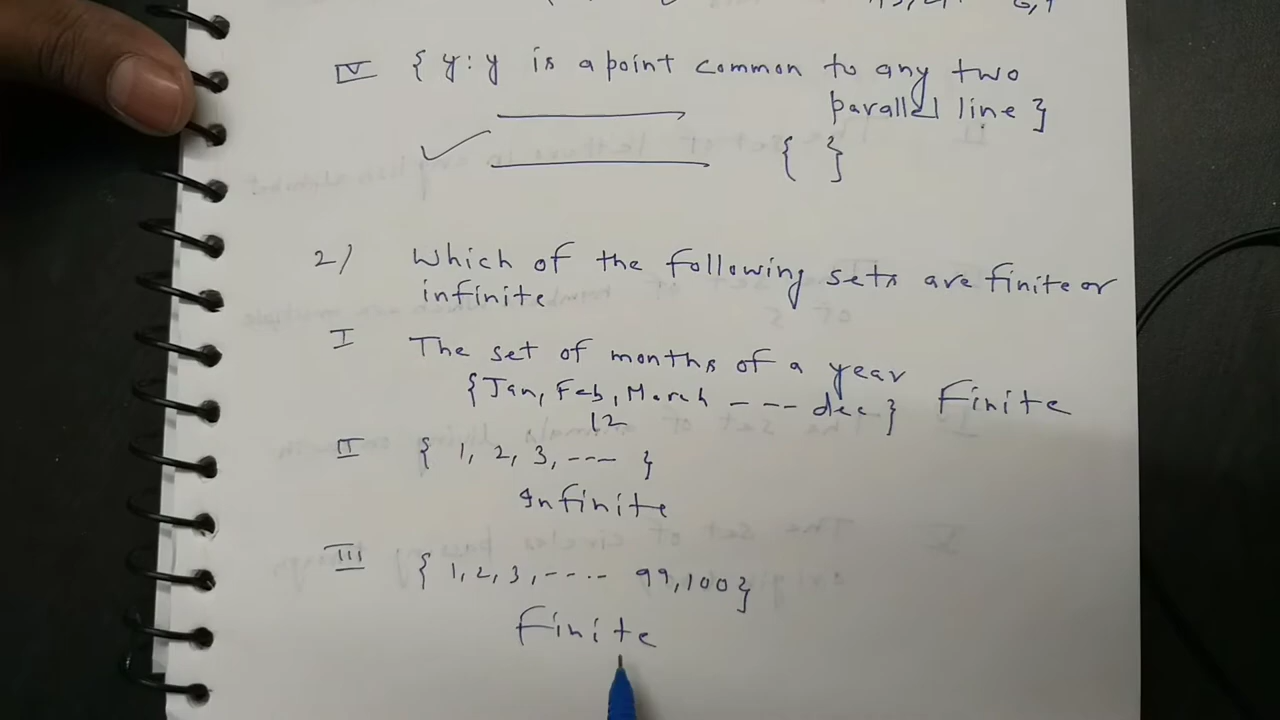 IV { y : y is a point common to any two
parallel line }
{ }
2) Which of the following sets are finite or
infinite
I The set of months of a year
{Jan, Feb, March --- dec} Finite
12
II { 1, 2, 3, ---- }
Infinite
III { 1, 2, 3, ---·- 99, 100}
Finite